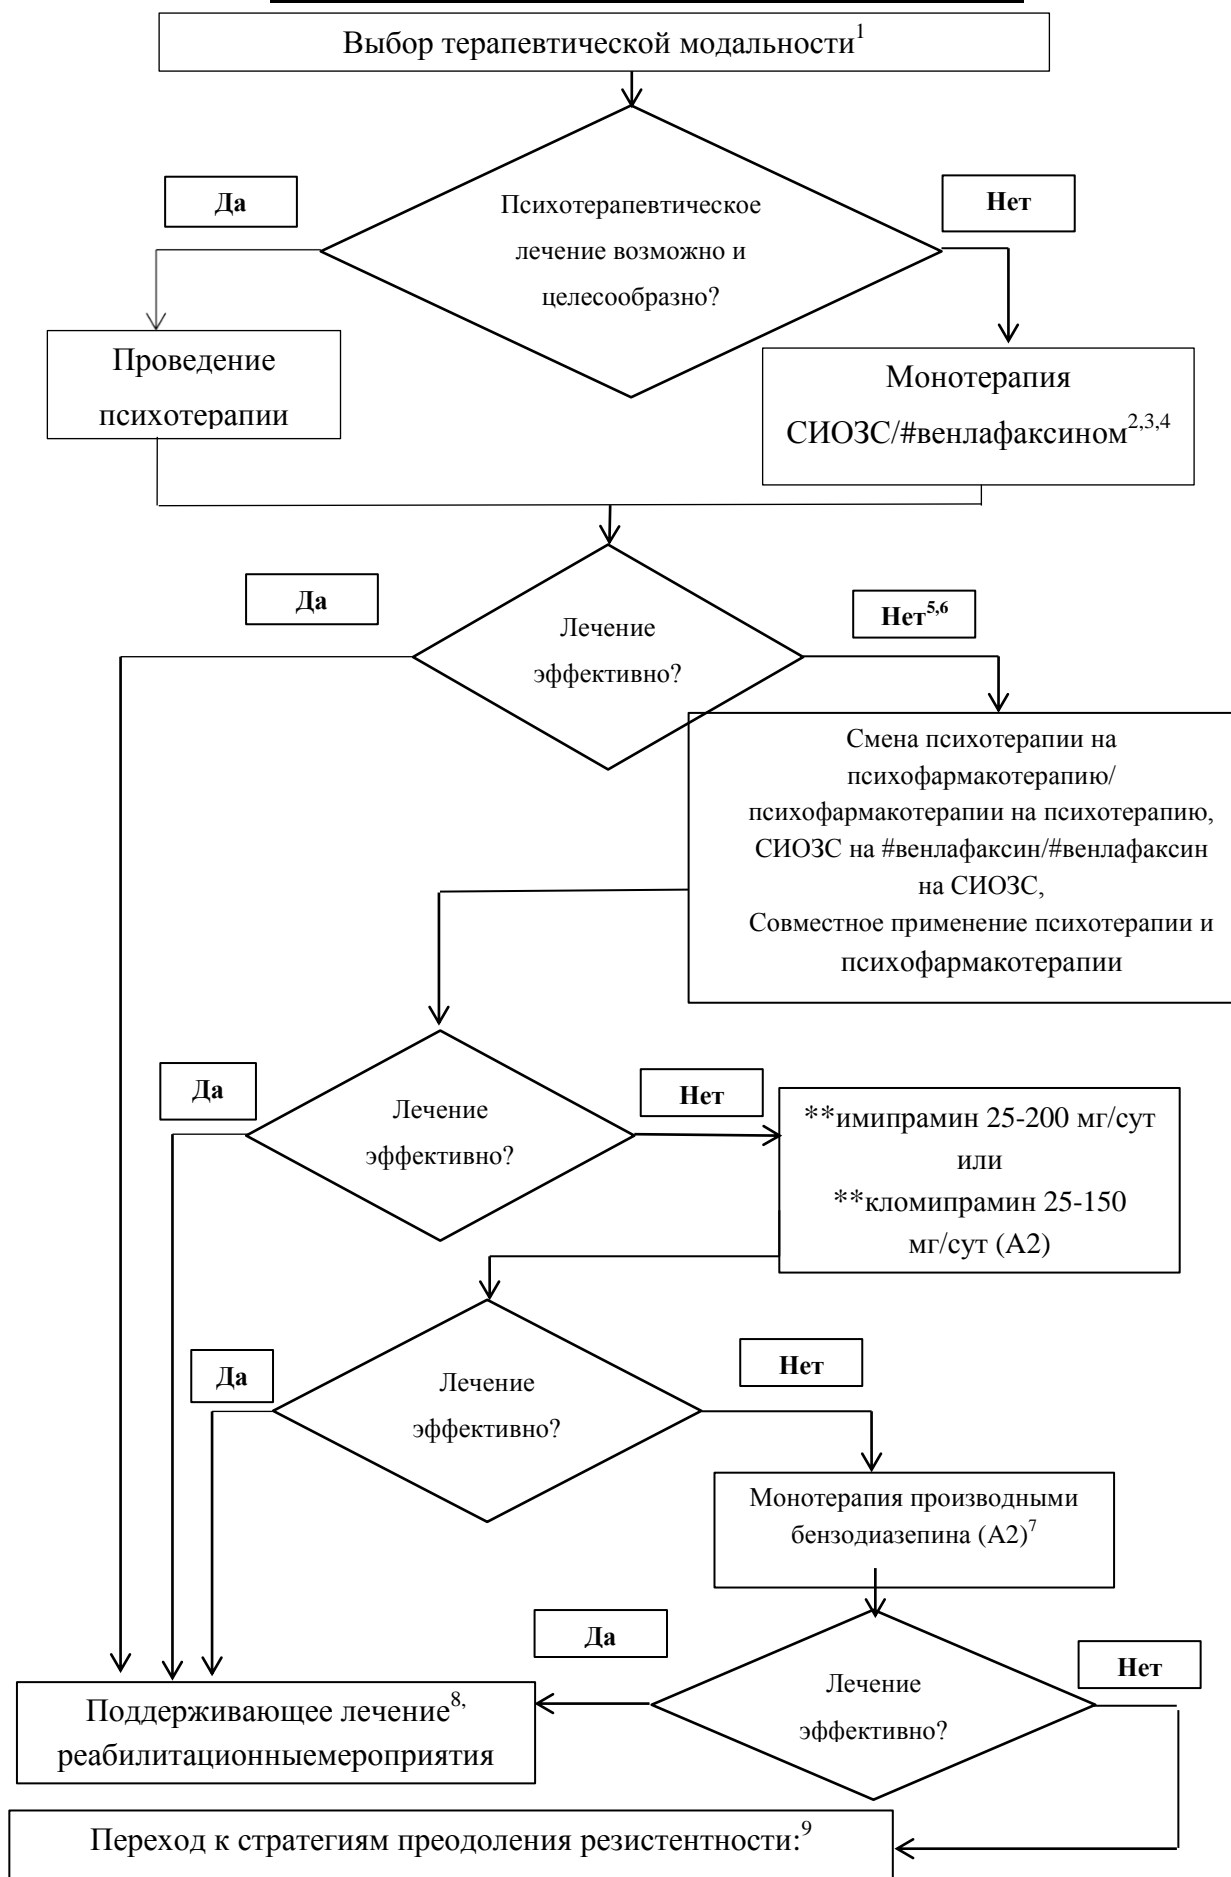 Выбор терапевтической модальности1
Да
Нет
Психотерапевтическое
лечение возможно и
целесообразно?
Проведение
психотерапии
Монотерапия
СИОЗС/#венлафаксином2,3,4
Да
Нет5,6
Лечение
эффективно?
Смена психотерапии на
психофармакотерапию/
психофармакотерапии на психотерапию,
СИОЗС на #венлафаксин/#венлафаксин
на СИОЗС,
Совместное применение психотерапии и
психофармакотерапии
Да
Нет
Лечение
эффективно?
**имипрамин 25-200 мг/сут
или
**кломипрамин 25-150
мг/сут (А2)
Да
Нет
Лечение
эффективно?
Монотерапия производными
бензодиазепина (А2)7
Да
Нет
Лечение
эффективно?
Поддерживающее лечение8,
реабилитационныемероприятия
Переход к стратегиям преодоления резистентности:9